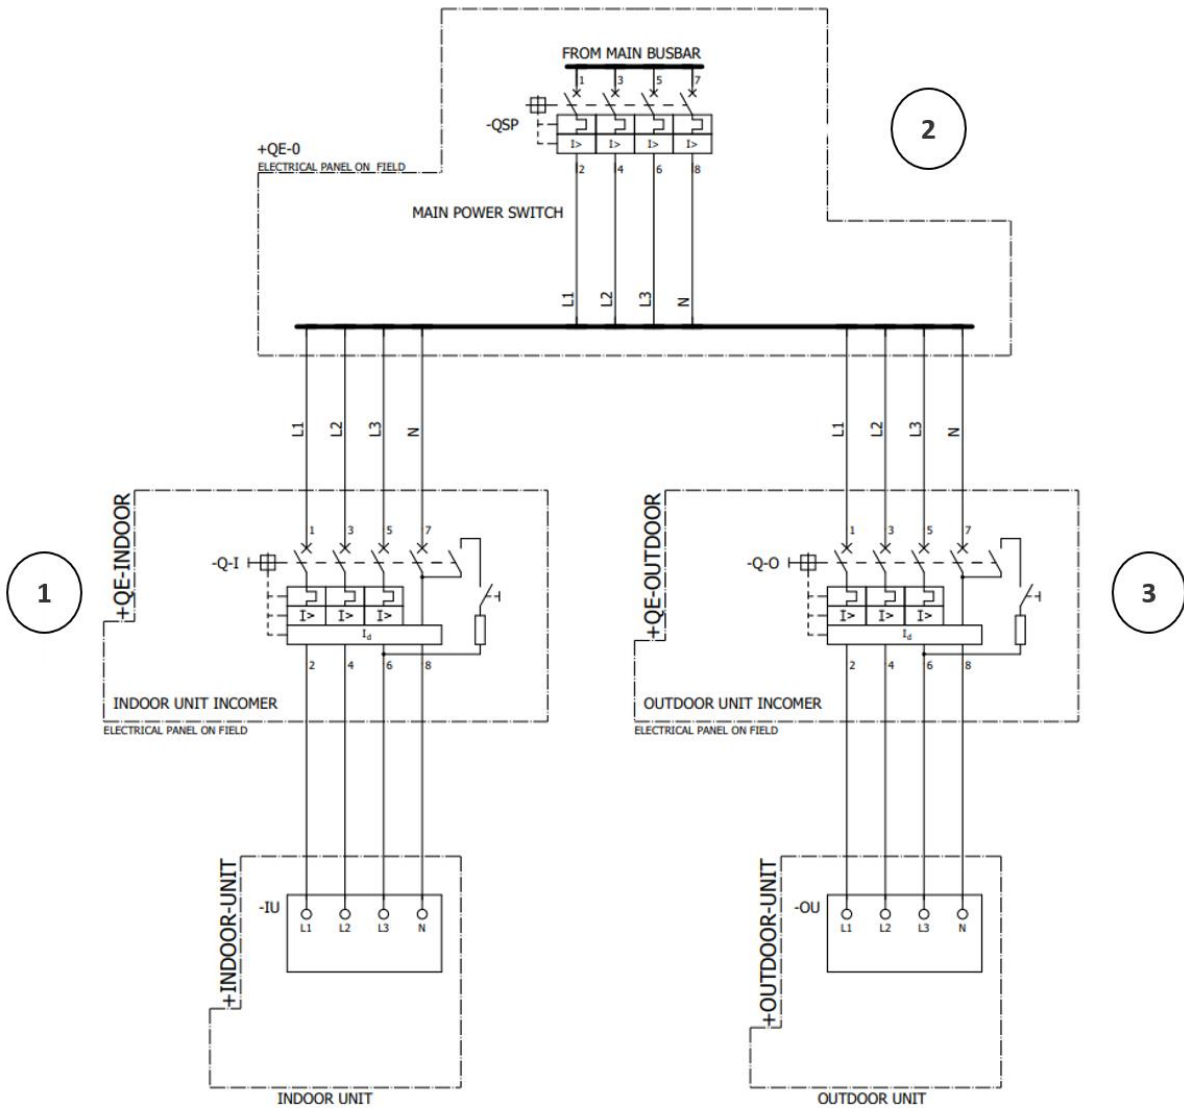 FROM MAIN BUSBAR
1 3 5 7
-QSP
I> I> I> I>
2 4 6 8
2
+QE-0
ELECTRICAL PANEL ON FIELD
MAIN POWER SWITCH
L1 L2 L3 N
L1 L2 L3 N
L1 L2 L3 N
+QE-INDOOR
1 3 5 7
-Q-I
I> I> I>
Id
2 4 6 8
1
INDOOR UNIT INCOMER
ELECTRICAL PANEL ON FIELD
+QE-OUTDOOR
1 3 5 7
-Q-O
I> I> I>
Id
2 4 6 8
3
OUTDOOR UNIT INCOMER
ELECTRICAL PANEL ON FIELD
+INDOOR-UNIT
-IU
L1 L2 L3 N
INDOOR UNIT
+OUTDOOR-UNIT
-OU
L1 L2 L3 N
OUTDOOR UNIT